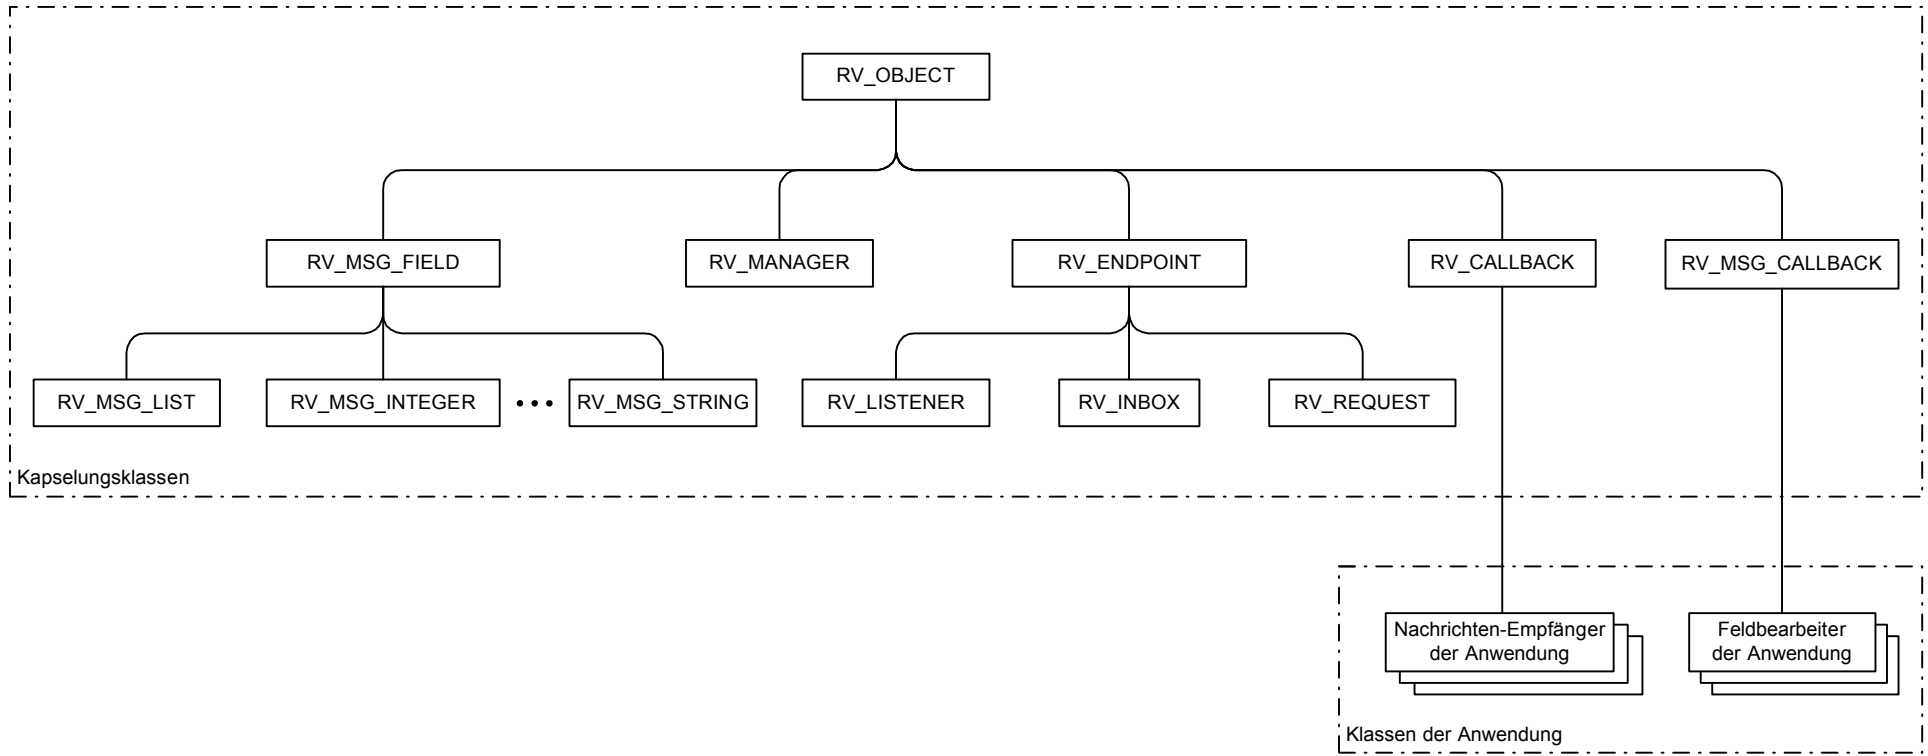 RV_OBJECT
RV_MSG_FIELD
RV_MANAGER
RV_ENDPOINT
RV_CALLBACK
RV_MSG_CALLBACK
RV_MSG_LIST
RV_MSG_INTEGER
RV_MSG_STRING
RV_LISTENER
RV_INBOX
RV_REQUEST
Kapselungsklassen
Nachrichten-Empfänger
der Anwendung
Feldbearbeiter
der Anwendung
Klassen der Anwendung